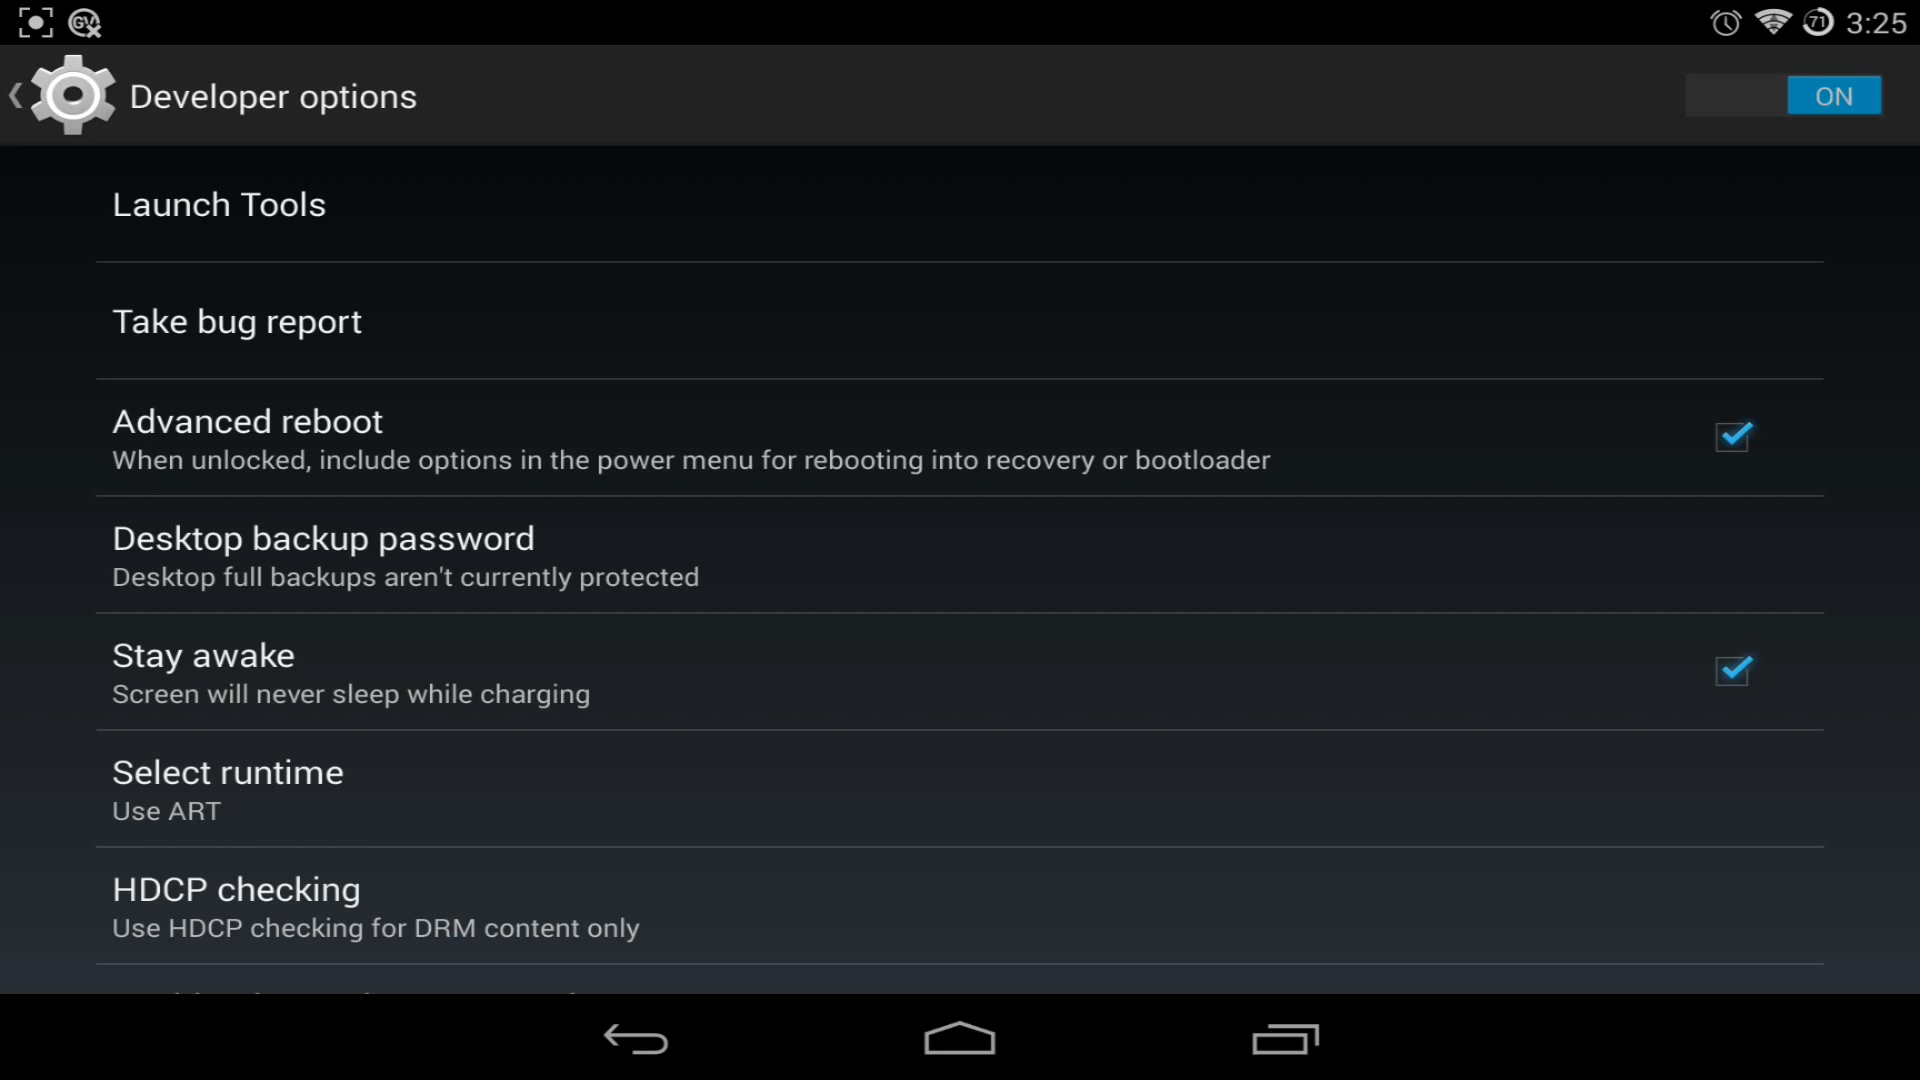 GV
71 3:25
Developer options
ON
Launch Tools
Take bug report
Advanced reboot
When unlocked, include options in the power menu for rebooting into recovery or bootloader
Desktop backup password
Desktop full backups aren't currently protected
Stay awake
Screen will never sleep while charging
Select runtime
Use ART
HDCP checking
Use HDCP checking for DRM content only